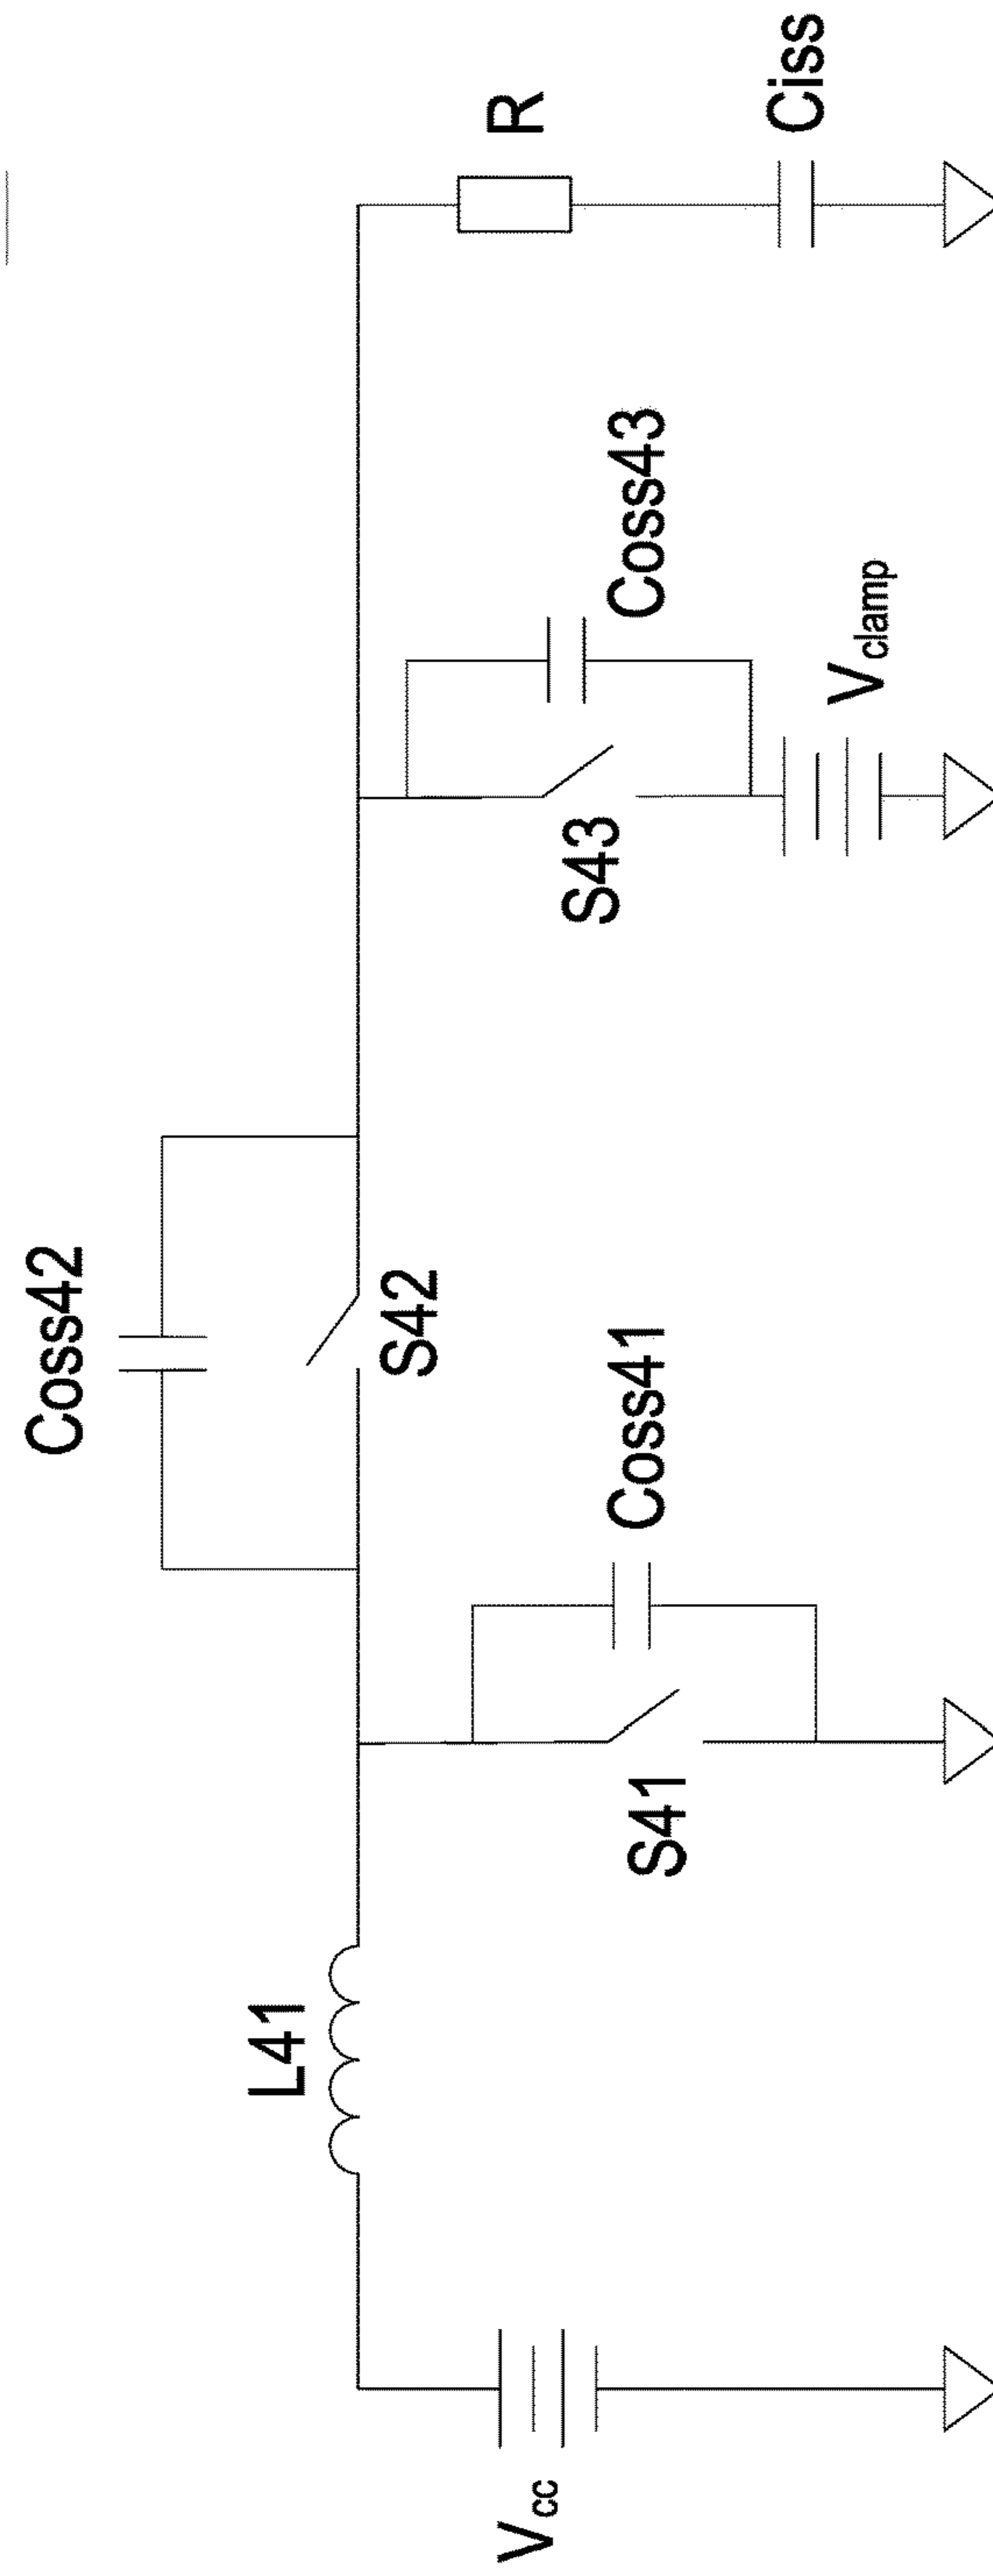 Coss42
L41
S42
R
Vcc
S41
Coss41
S43
Coss43
Vclamp
Ciss